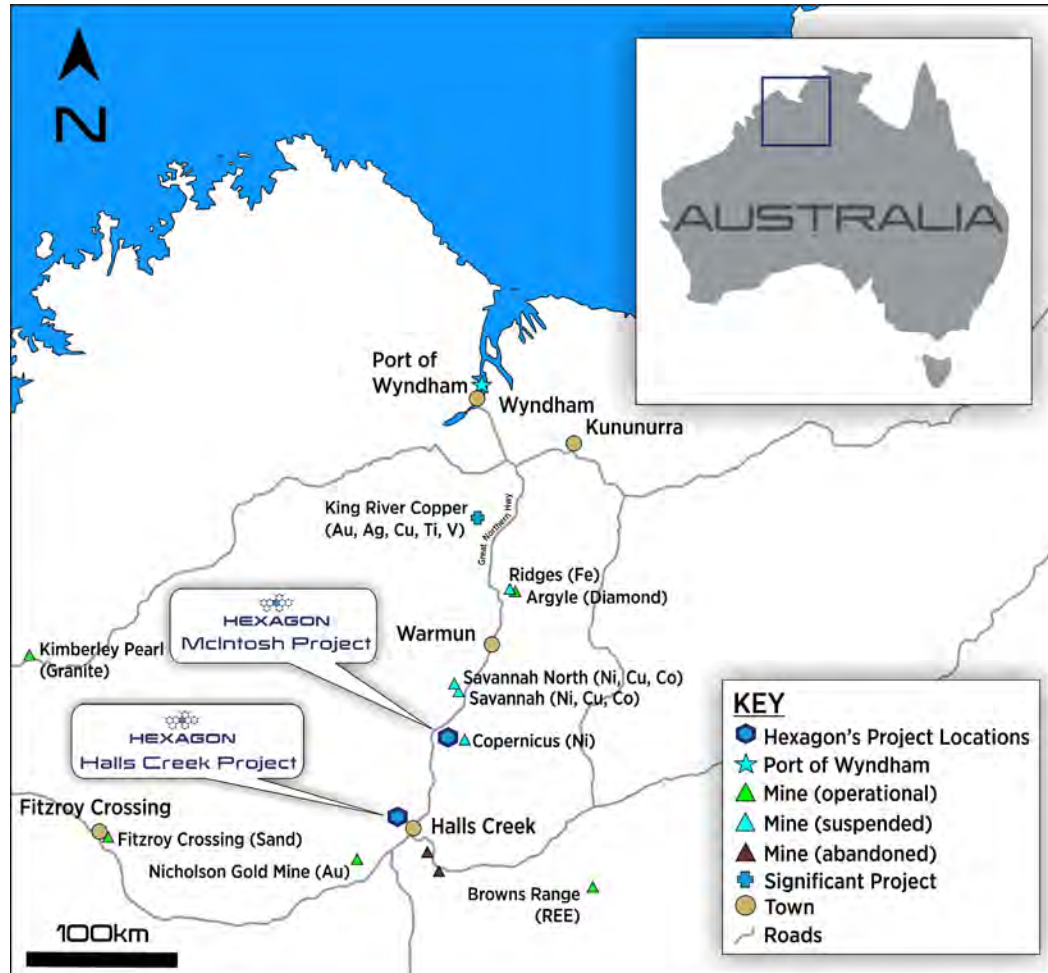 N
AUSTRALIA
Port of
Wyndham
Wyndham
Kununurra
King River Copper
(Au, Ag, Cu, Ti, V)
Great Northern Hwy
Ridges (Fe)
Argyle (Diamond)
HEXAGON
McIntosh Project
Warmun
Kimberley Pearl
(Granite)
Savannah North (Ni, Cu, Co)
Savannah (Ni, Cu, Co)
HEXAGON
Halls Creek Project
Copernicus (Ni)
Fitzroy Crossing
Fitzroy Crossing (Sand)
Halls Creek
Nicholson Gold Mine (Au)
Browns Range
(REE)
100km
KEY
Hexagon's Project Locations
Port of Wyndham
Mine (operational)
Mine (suspended)
Mine (abandoned)
Significant Project
Town
Roads